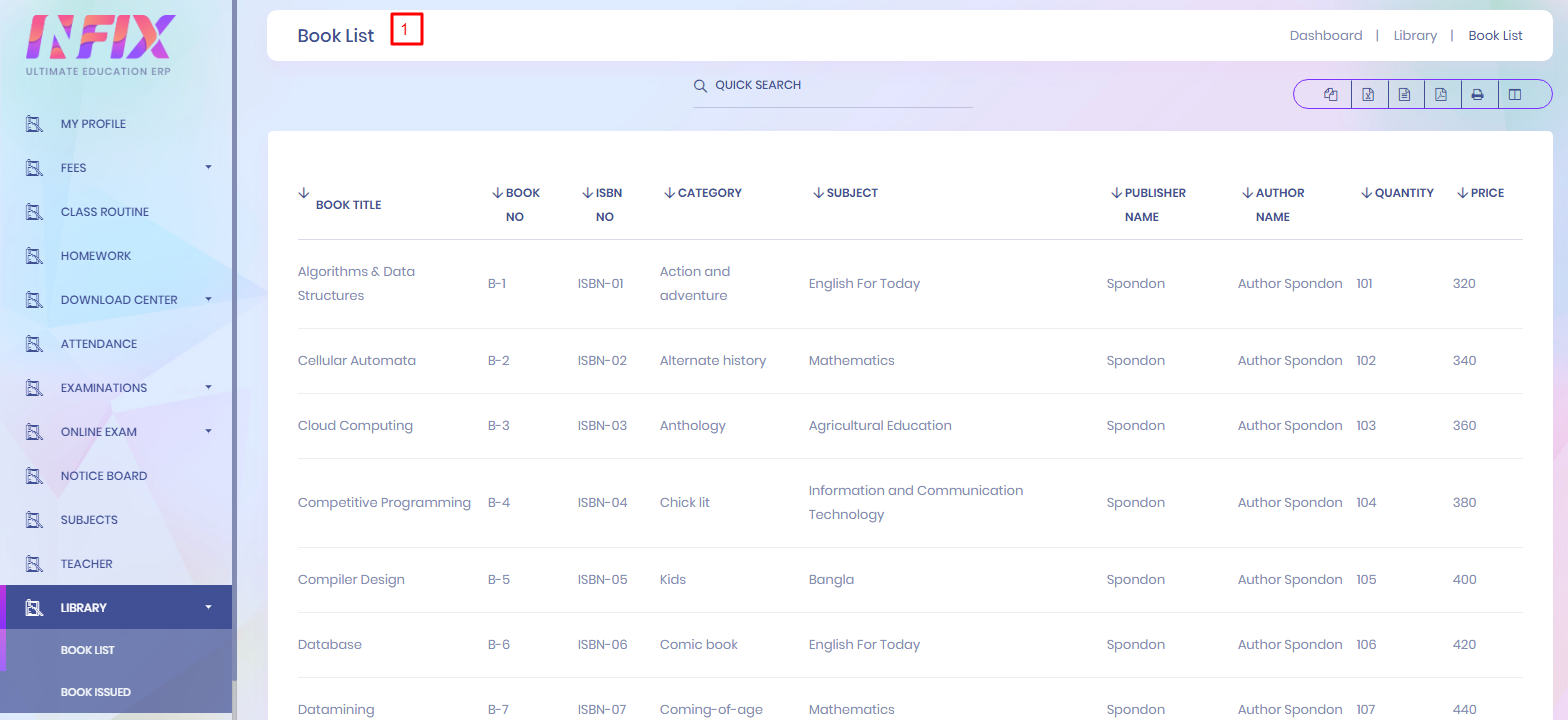 INFIX
ULTIMATE EDUCATION ERP
MY PROFILE
FEES
CLASS ROUTINE
HOMEWORK
DOWNLOAD CENTER
ATTENDANCE
EXAMINATIONS
ONLINE EXAM
NOTICE BOARD
SUBJECTS
TEACHER
LIBRARY
BOOK LIST
BOOK ISSUED
Book List 1
Dashboard | Library | Book List
QUICK SEARCH
BOOK TITLE BOOK NO ISBN NO CATEGORY SUBJECT PUBLISHER NAME AUTHOR NAME QUANTITY PRICE
Algorithms & Data Structures B-1 ISBN-01 Action and adventure English For Today Spondon Author Spondon 101 320
Cellular Automata B-2 ISBN-02 Alternate history Mathematics Spondon Author Spondon 102 340
Cloud Computing B-3 ISBN-03 Anthology Agricultural Education Spondon Author Spondon 103 360
Competitive Programming B-4 ISBN-04 Chick lit Information and Communication Technology Spondon Author Spondon 104 380
Compiler Design B-5 ISBN-05 Kids Bangla Spondon Author Spondon 105 400
Database B-6 ISBN-06 Comic book English For Today Spondon Author Spondon 106 420
Datamining B-7 ISBN-07 Coming-of-age Mathematics Spondon Author Spondon 107 440